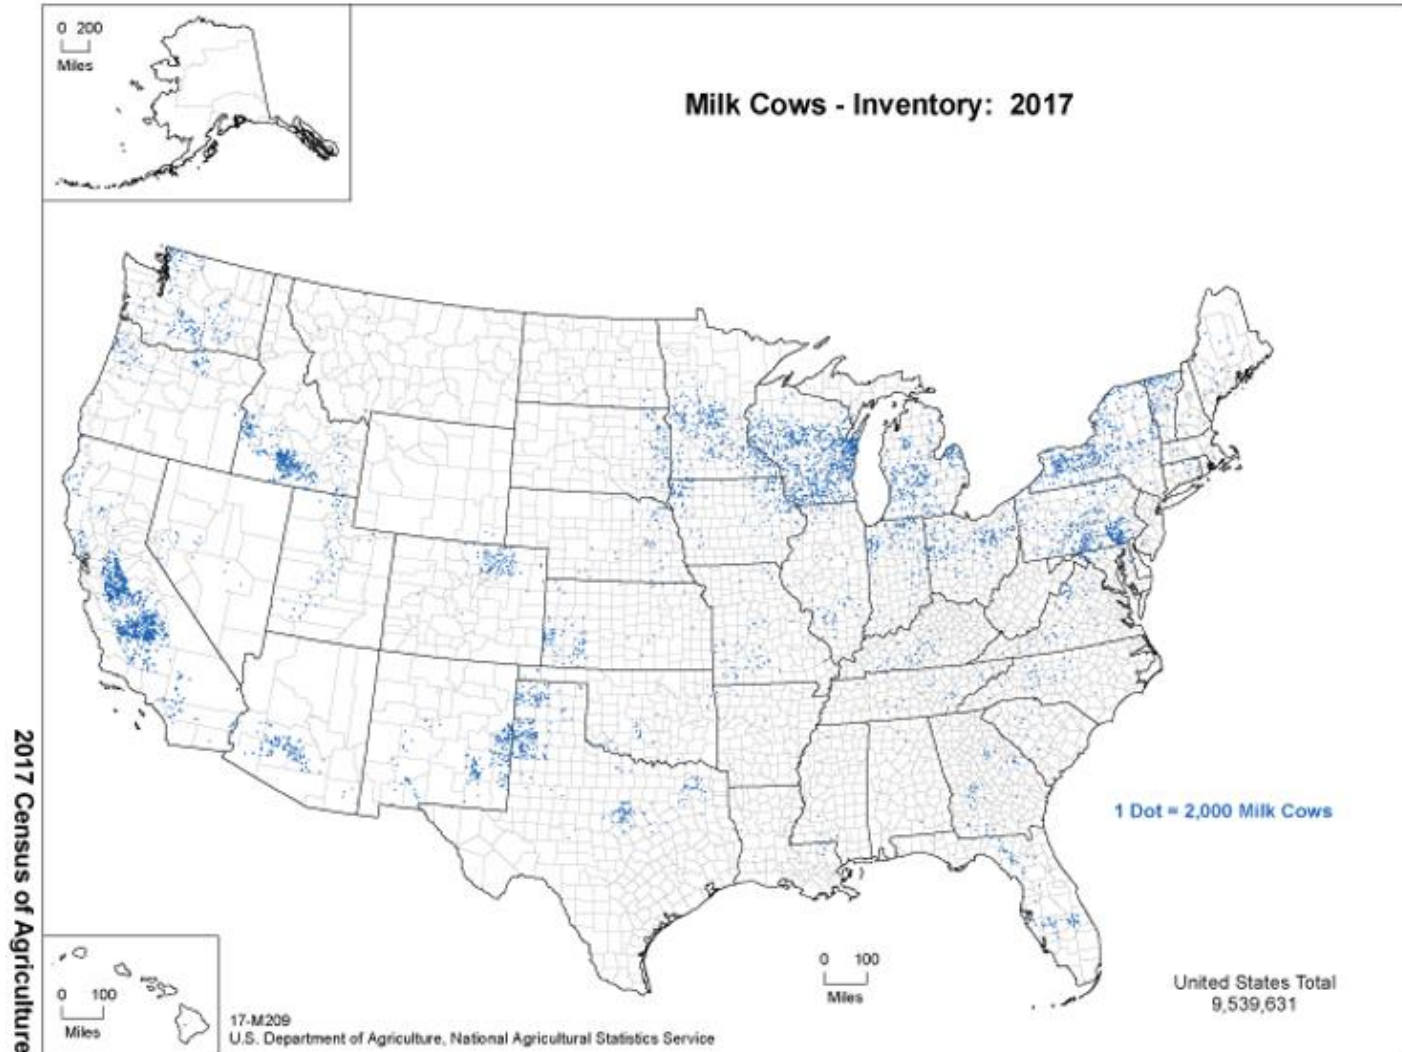 0 200
Miles
Milk Cows - Inventory: 2017
2017 Census of Agriculture
1 Dot = 2,000 Milk Cows
0 100
Miles
United States Total
9,539,631
0 100
Miles
17-M209
U.S. Department of Agriculture, National Agricultural Statistics Service